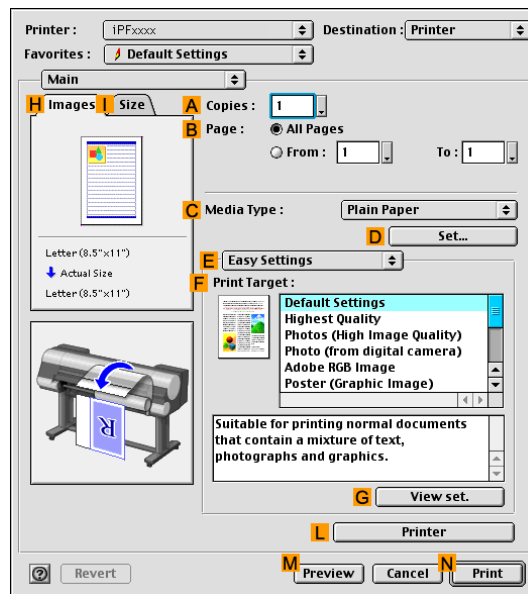 Printer : iPFxxxx Destination : Printer
Favorites : Default Settings
Main
H Images I Size
A Copies : 1
B Page : All Pages
From : 1 To : 1
C Media Type : Plain Paper
D Set...
Letter (8.5"x11")
Actual Size
Letter (8.5"x11")
E Easy Settings
F Print Target :
Default Settings
Highest Quality
Photos (High Image Quality)
Photo (from digital camera)
Adobe RGB Image
Poster (Graphic Image)
R
Suitable for printing normal documents
that contain a mixture of text,
photographs and graphics.
G View set.
L Printer
? Revert M Preview Cancel N Print